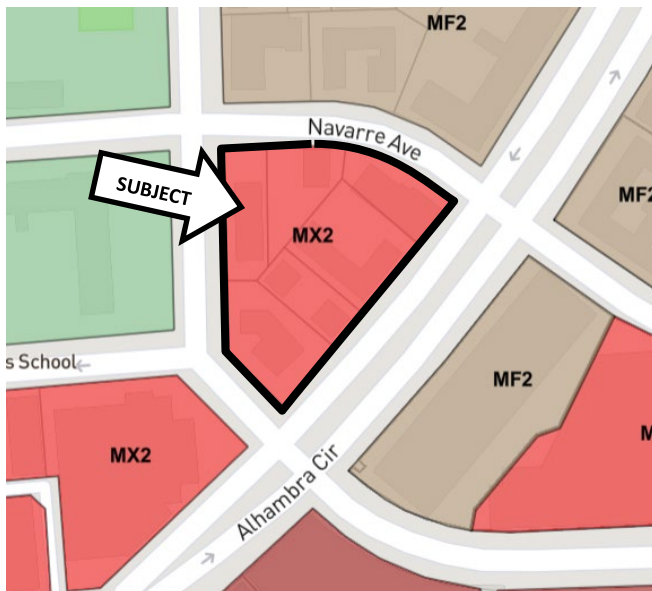 MF2
Navarre Ave
SUBJECT
MF2
MX2
s School
MF2
MX2
M
Alhambra Cir